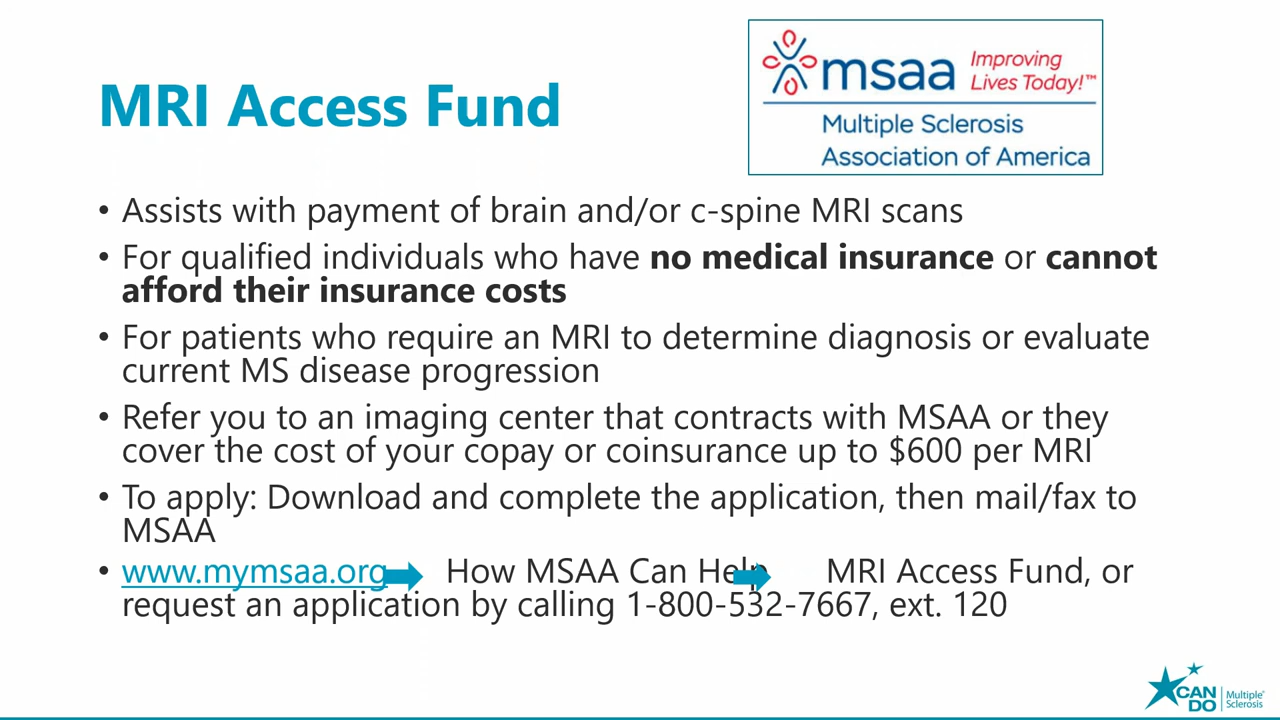 msaa Improving Lives Today!™
Multiple Sclerosis
Association of America
MRI Access Fund
• Assists with payment of brain and/or c-spine MRI scans
• For qualified individuals who have no medical insurance or cannot
afford their insurance costs
• For patients who require an MRI to determine diagnosis or evaluate
current MS disease progression
• Refer you to an imaging center that contracts with MSAA or they
cover the cost of your copay or coinsurance up to $600 per MRI
• To apply: Download and complete the application, then mail/fax to
MSAA
• www.mymsaa.org How MSAA Can Help MRI Access Fund, or
request an application by calling 1-800-532-7667, ext. 120
CAN DO Multiple® Sclerosis